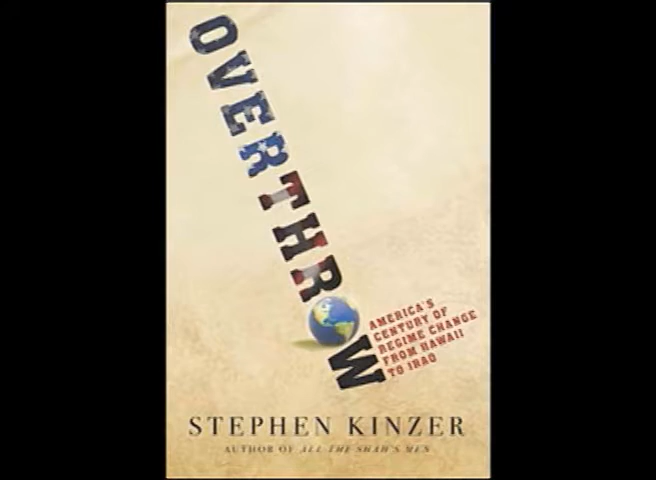 OVERTHROW
AMERICA'S
CENTURY OF
REGIME CHANGE
FROM HAWAII
TO IRAQ
STEPHEN KINZER
AUTHOR OF ALL THE SHAH'S MEN